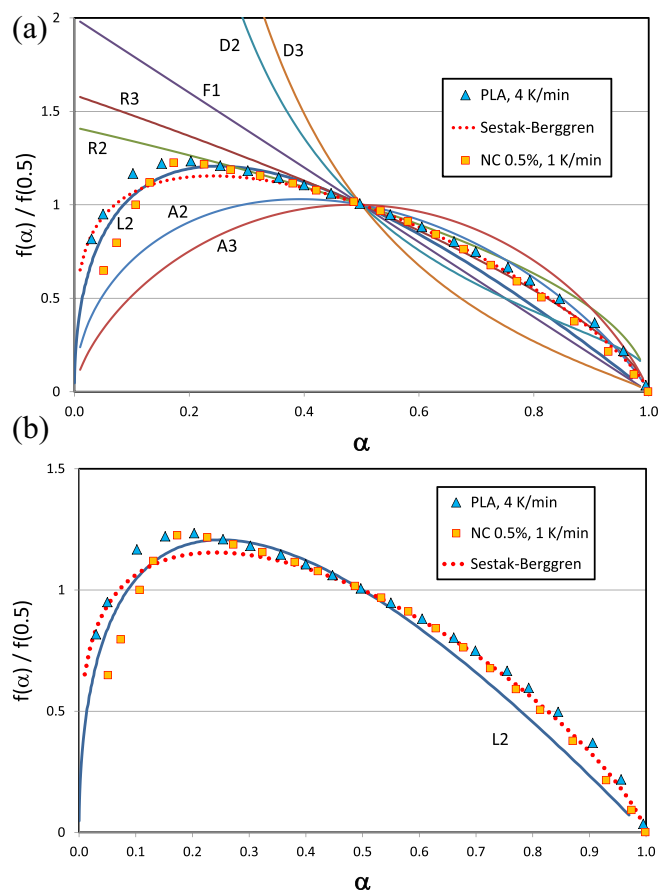 (a)
2
1.5
1
0.5
0
f(α) / f(0.5)
D2
D3
F1
R3
R2
L2
A2
A3
PLA, 4 K/min
Sestak-Berggren
NC 0.5%, 1 K/min
0.0 0.2 0.4 0.6 0.8 1.0
α
(b)
1.5
1
0.5
0
f(α) / f(0.5)
PLA, 4 K/min
NC 0.5%, 1 K/min
Sestak-Berggren
L2
0.0 0.1 0.2 0.3 0.4 0.5 0.6 0.7 0.8 0.9 1.0
α